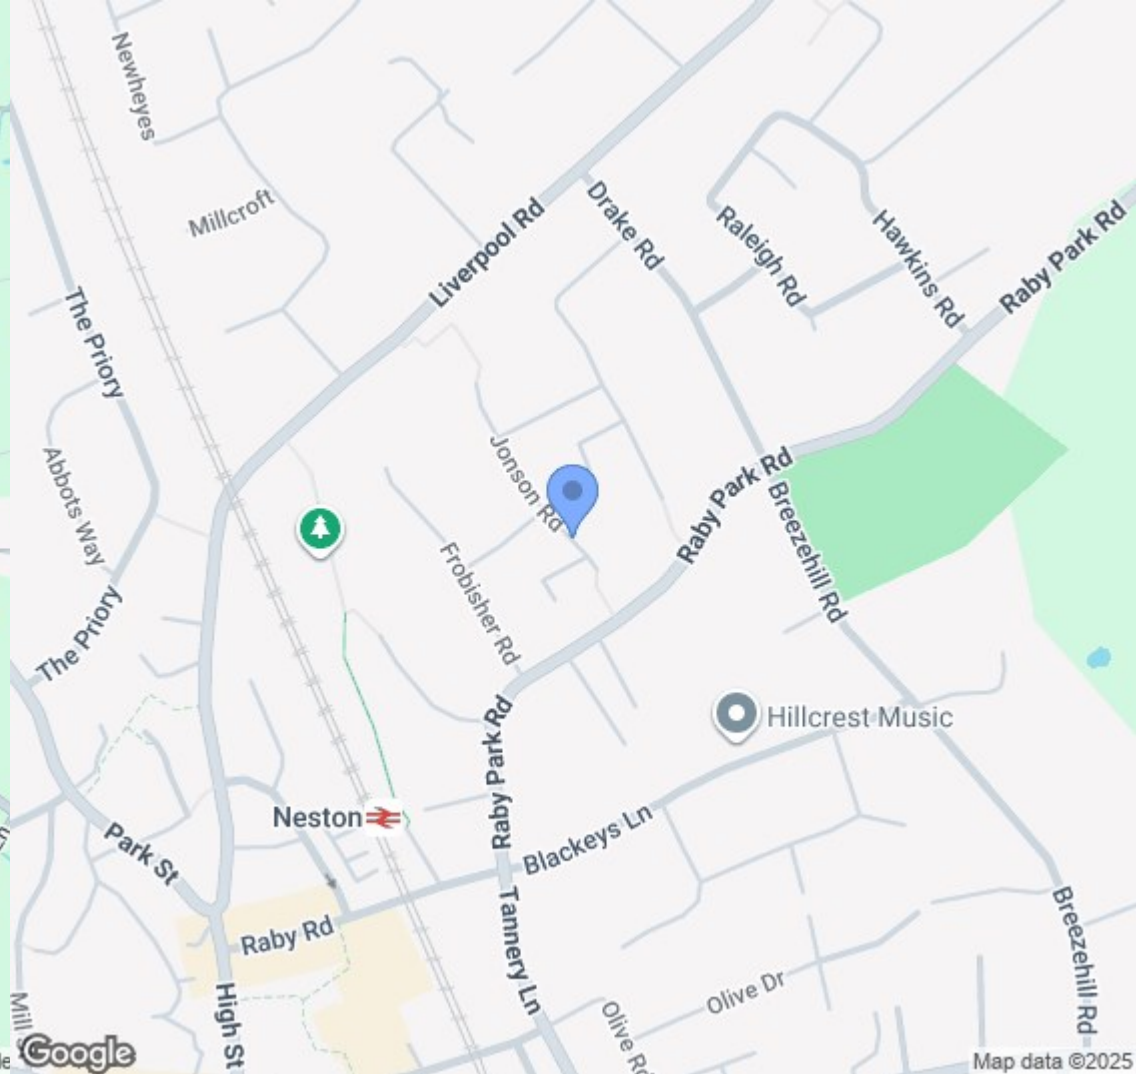 Newheyes
Millcroft
Liverpool Rd
Drake Rd
Raleigh Rd
Hawkins Rd
Raby Park Rd
The Priory
Abbots Way
Jonson Rd
Raby Park Rd
Breezehill Rd
Frobisher Rd
The Priory
Raby Park Rd
Hillcrest Music
Neston
Park St
Blackeys Ln
Raby Rd
Tannery Ln
Breezehill Rd
High St
Olive Dr
Olive Rd
Mill
Google
Map data ©2025